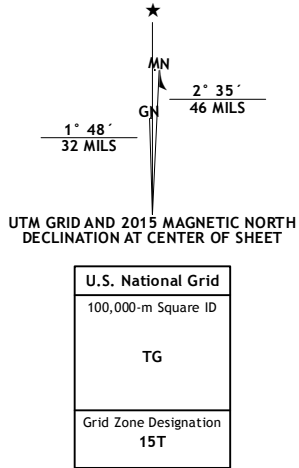 ★
MN
GN
2° 35´
46 MILS
1° 48´
32 MILS
UTM GRID AND 2015 MAGNETIC NORTH
DECLINATION AT CENTER OF SHEET
U.S. National Grid
100,000-m Square ID
TG
Grid Zone Designation
15T